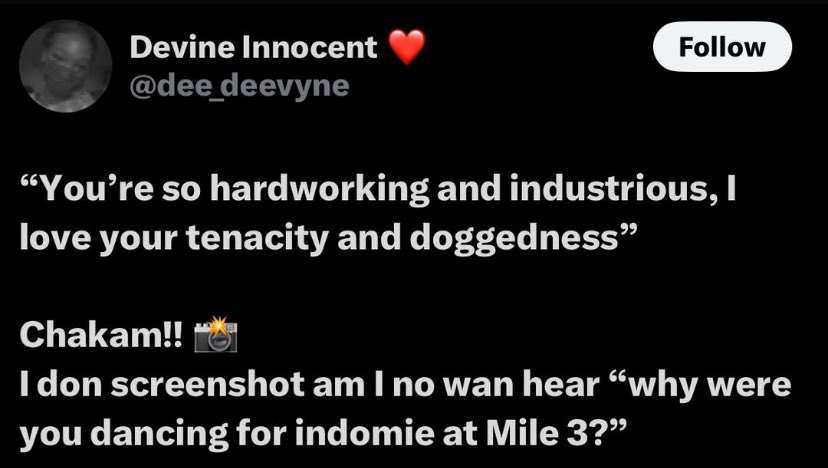 Devine Innocent ❤️
Follow
@dee_deevyne
“You’re so hardworking and industrious, I
love your tenacity and doggedness”
Chakam!! 📸
I don screenshot am I no wan hear “why were
you dancing for indomie at Mile 3?”